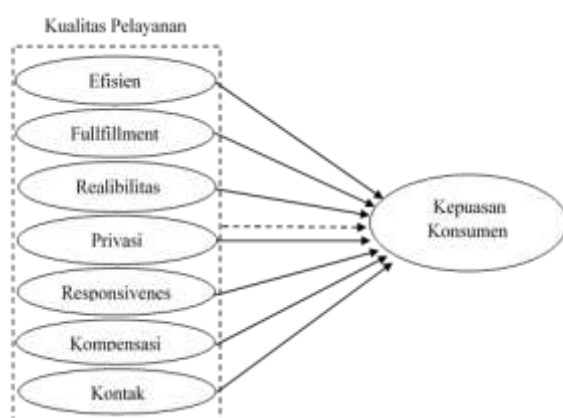 Kualitas Pelayanan
Efisien
Fullfillment
Realibilitas
Privasi
Responsivenes
Kompensasi
Kontak
Kepuasan
Konsumen